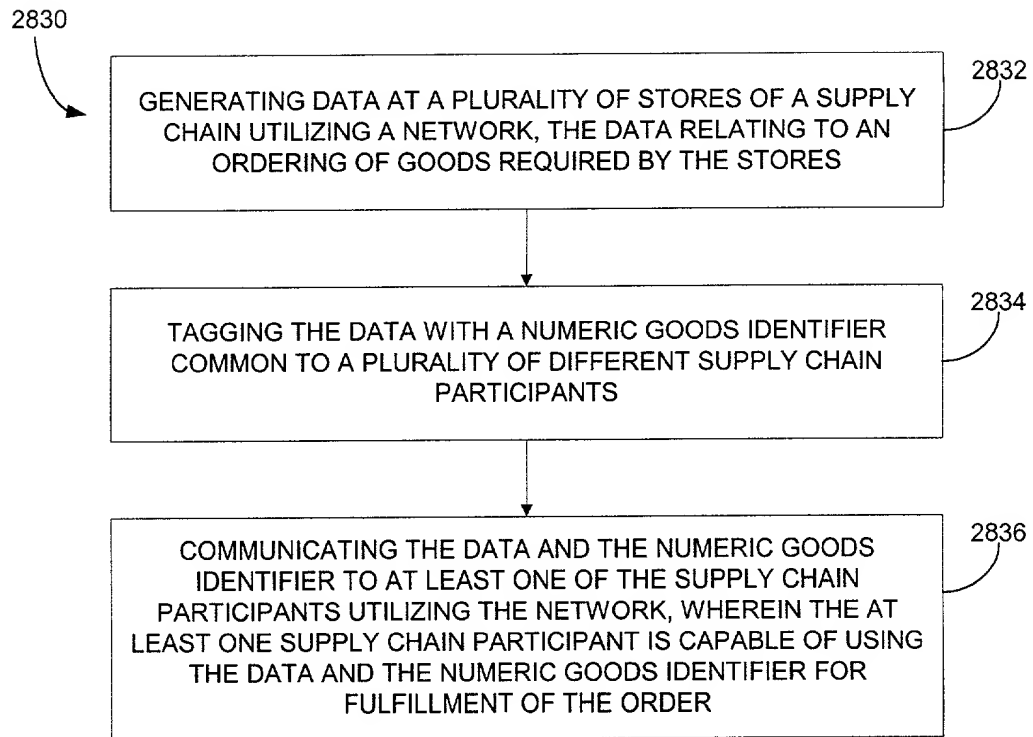 2830
2832
GENERATING DATA AT A PLURALITY OF STORES OF A SUPPLY
CHAIN UTILIZING A NETWORK, THE DATA RELATING TO AN
ORDERING OF GOODS REQUIRED BY THE STORES
2834
TAGGING THE DATA WITH A NUMERIC GOODS IDENTIFIER
COMMON TO A PLURALITY OF DIFFERENT SUPPLY CHAIN
PARTICIPANTS
2836
COMMUNICATING THE DATA AND THE NUMERIC GOODS
IDENTIFIER TO AT LEAST ONE OF THE SUPPLY CHAIN
PARTICIPANTS UTILIZING THE NETWORK, WHEREIN THE AT
LEAST ONE SUPPLY CHAIN PARTICIPANT IS CAPABLE OF USING
THE DATA AND THE NUMERIC GOODS IDENTIFIER FOR
FULFILLMENT OF THE ORDER